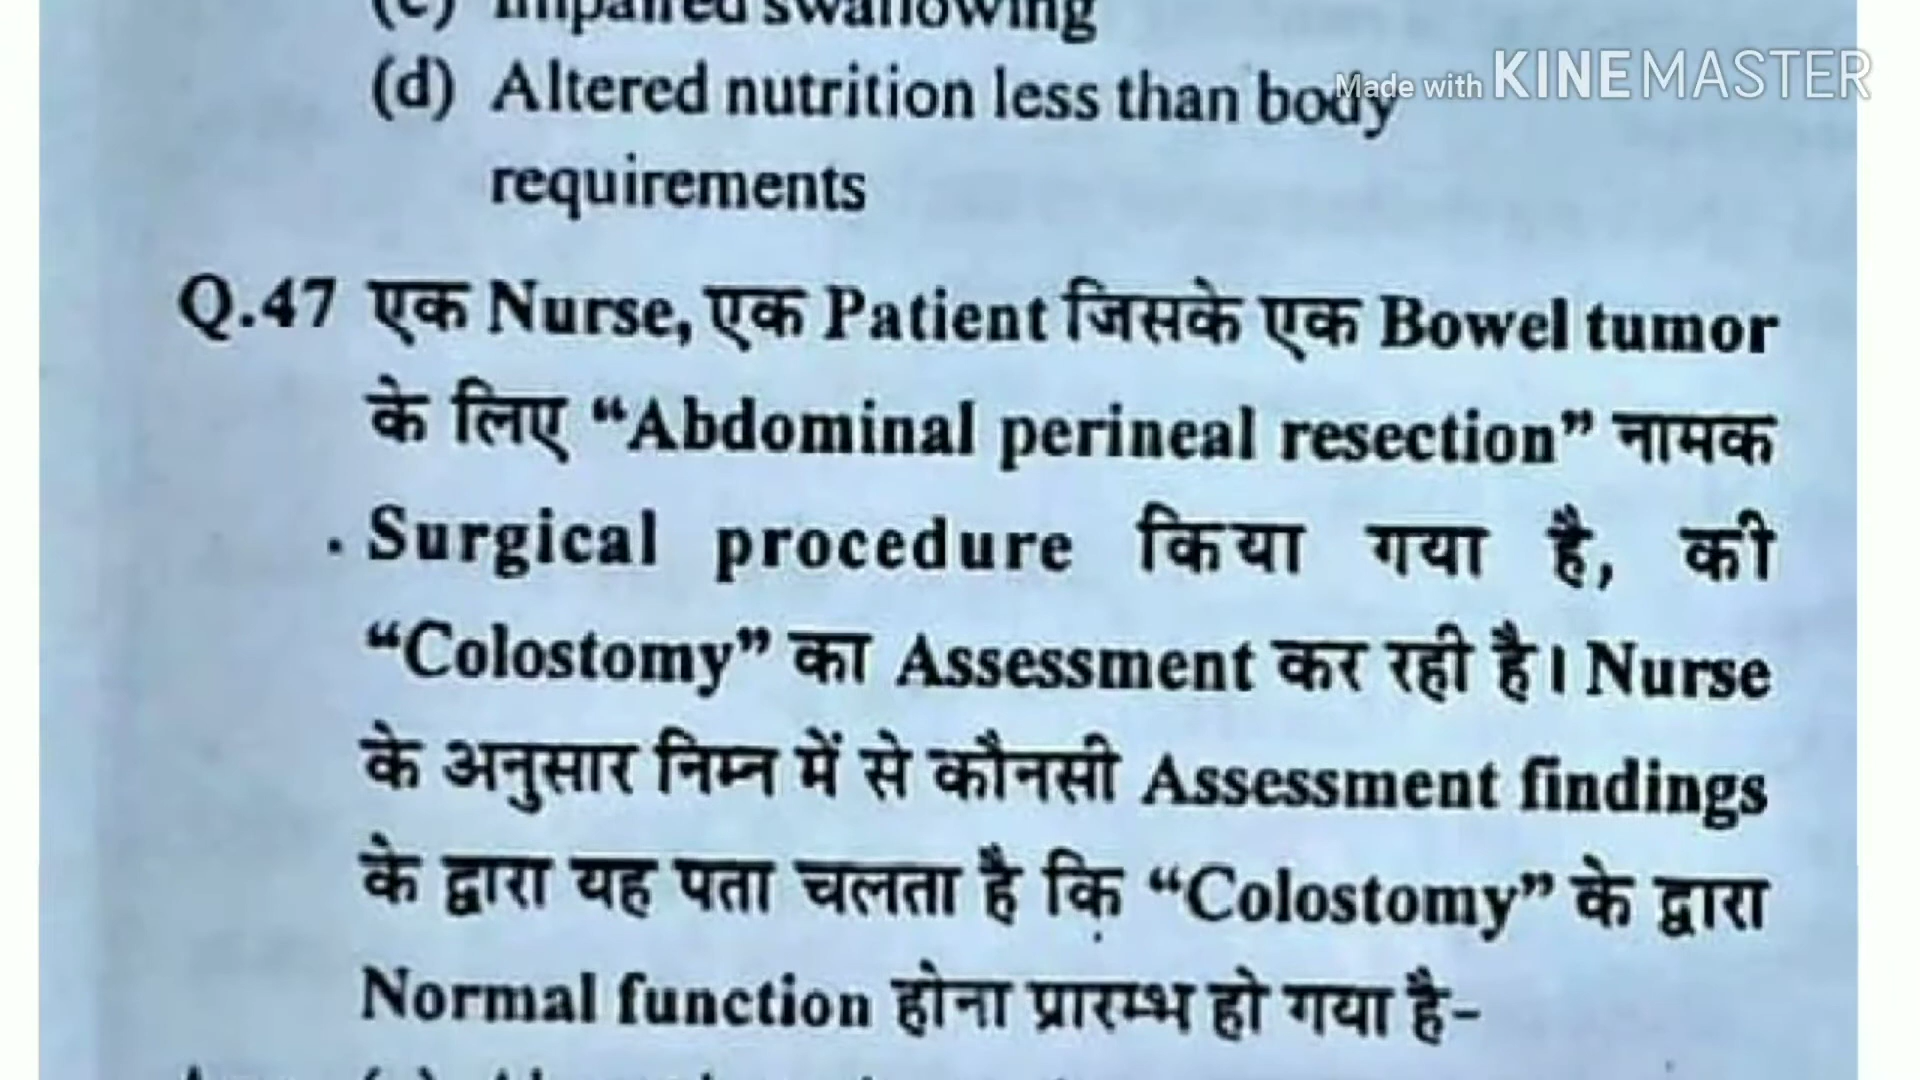 (c) Impaired swallowing
Made with KINEMASTER
(d) Altered nutrition less than body
requirements
Q.47 एक Nurse, एक Patient जिसके एक Bowel tumor
के लिए “Abdominal perineal resection” नामक
Surgical procedure किया गया है, की
“Colostomy” का Assessment कर रही है। Nurse
के अनुसार निम्न में से कौनसी Assessment findings
के द्वारा यह पता चलता है कि “Colostomy” के द्वारा
Normal function होना प्रारम्भ हो गया है-